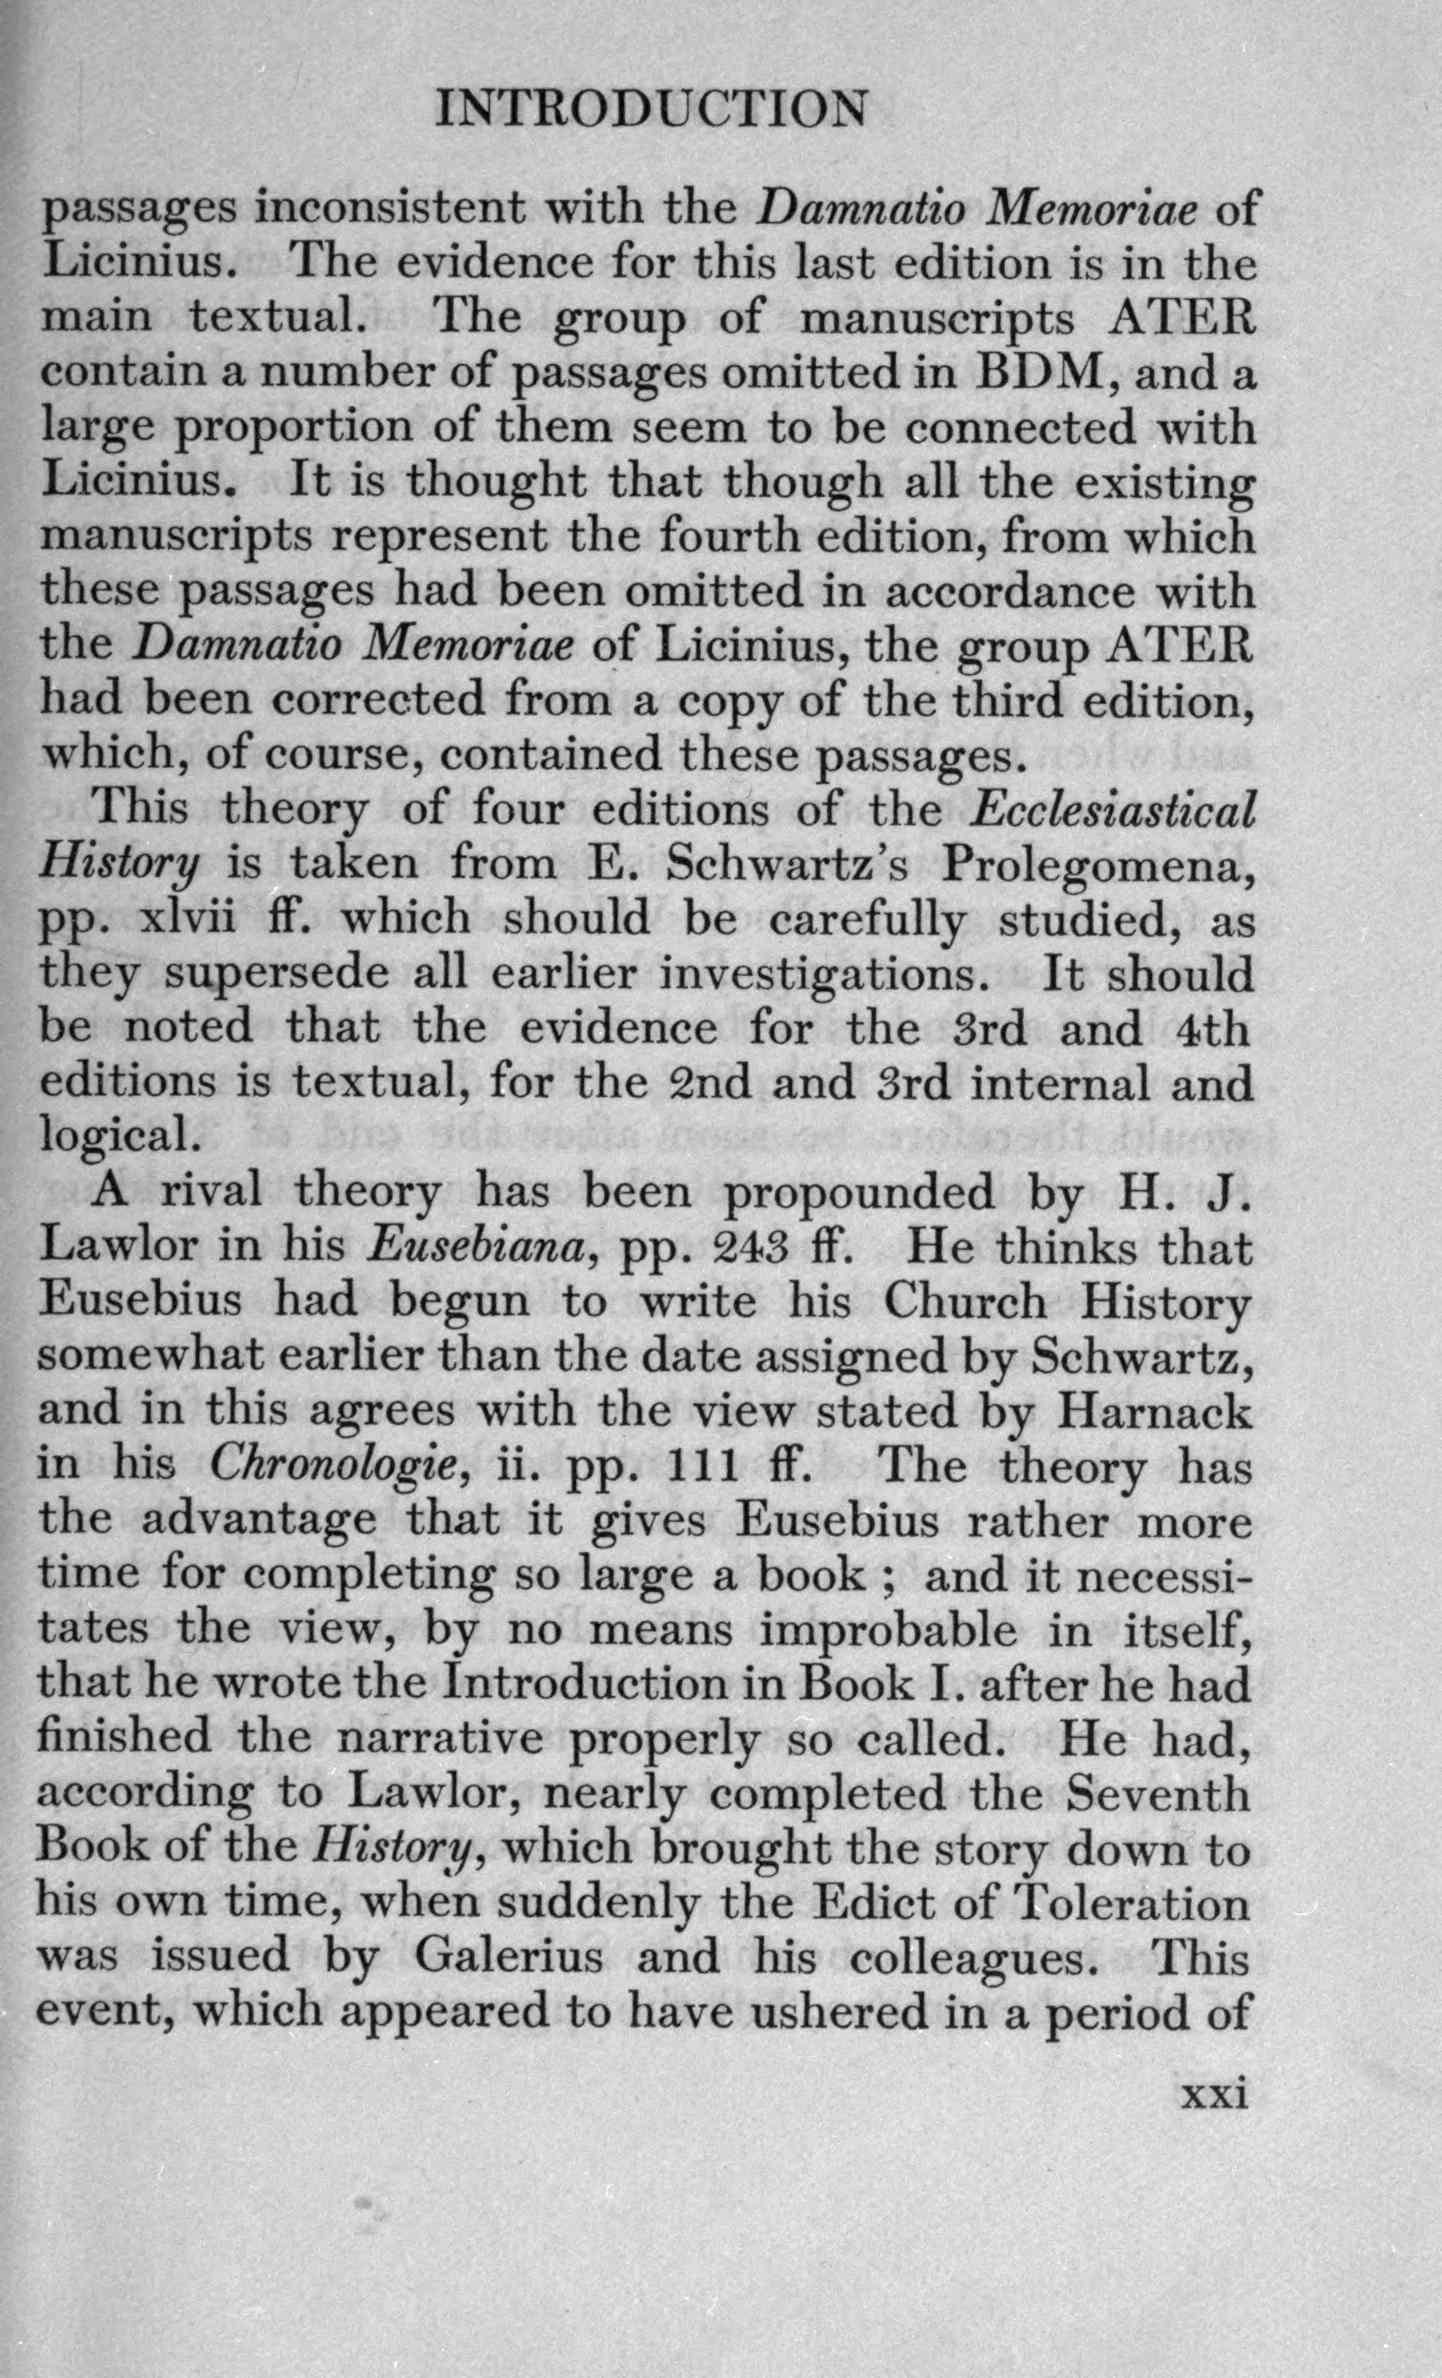 INTRODUCTION
passages inconsistent with the Damnatio Memoriae of
Licinius. The evidence for this last edition is in the
main textual. The group of manuscripts ATER
contain a number of passages omitted in BDM, and a
large proportion of them seem to be connected with
Licinius. It is thought that though all the existing
manuscripts represent the fourth edition, from which
these passages had been omitted in accordance with
the Damnatio Memoriae of Licinius, the group ATER
had been corrected from a copy of the third edition,
which, of course, contained these passages.
This theory of four editions of the Ecclesiastical
History is taken from E. Schwartz's Prolegomena,
pp. xlvii ff. which should be carefully studied, as
they supersede all earlier investigations. It should
be noted that the evidence for the 3rd and 4th
editions is textual, for the 2nd and 3rd internal and
logical.
A rival theory has been propounded by H. J.
Lawlor in his Eusebiana, pp. 243 ff. He thinks that
Eusebius had begun to write his Church History
somewhat earlier than the date assigned by Schwartz,
and in this agrees with the view stated by Harnack
in his Chronologie, ii. pp. 111 ff. The theory has
the advantage that it gives Eusebius rather more
time for completing so large a book ; and it necessi-
tates the view, by no means improbable in itself,
that he wrote the Introduction in Book I. after he had
finished the narrative properly so called. He had,
according to Lawlor, nearly completed the Seventh
Book of the History, which brought the story down to
his own time, when suddenly the Edict of Toleration
was issued by Galerius and his colleagues. This
event, which appeared to have ushered in a period of
xxi